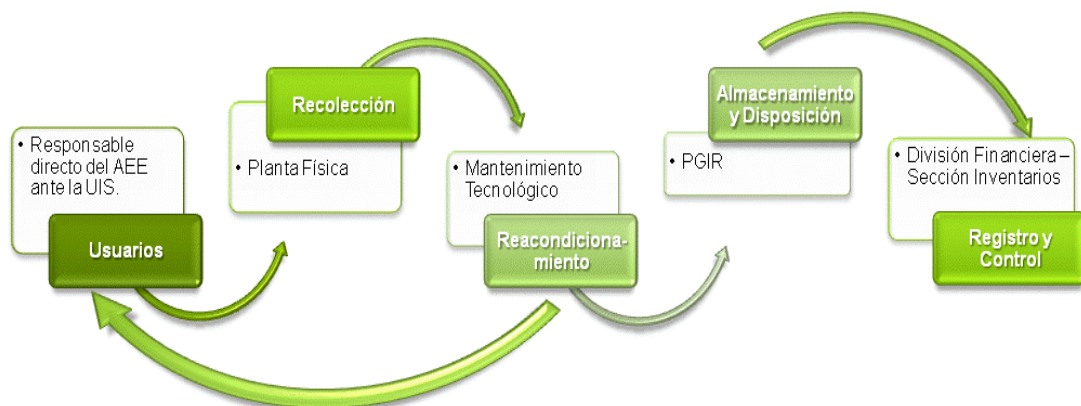 • Responsable
directo del AEE
ante la UIS.
Usuarios
Recolección
• Planta Física
• Mantenimiento
Tecnológico
Reacondiciona-
miento
Almacenamiento
y Disposición
• PGIR
• División Financiera –
Sección Inventarios
Registro y
Control